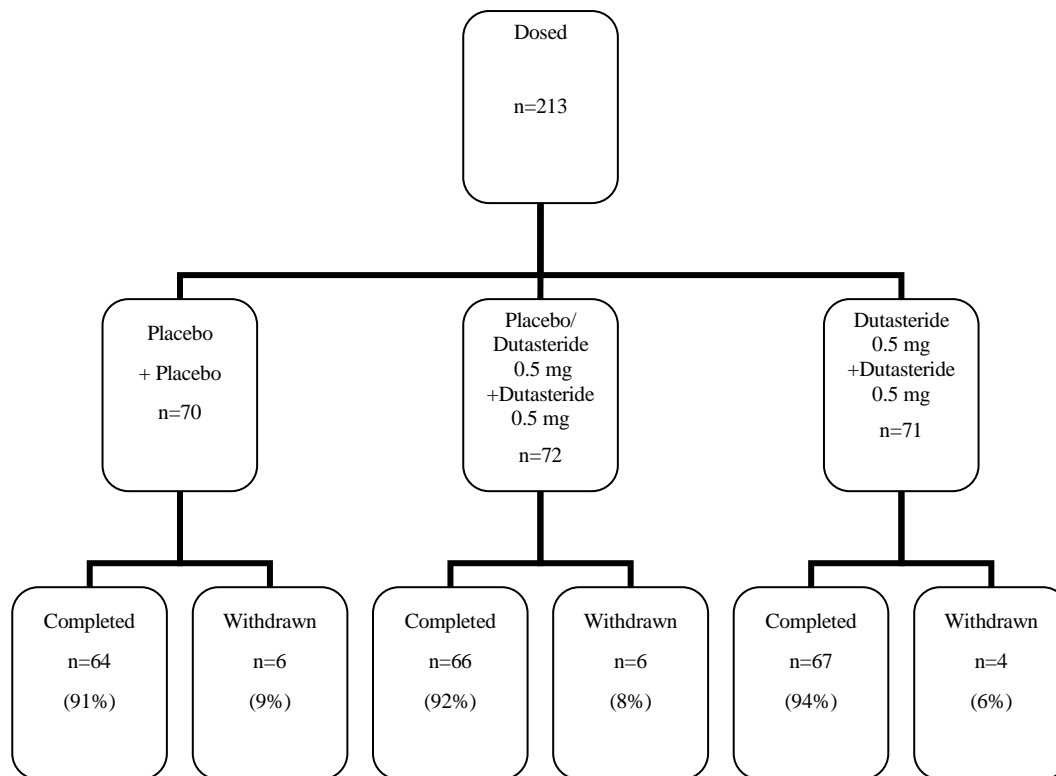 Dosed
n=213
Placebo
+ Placebo
n=70
Placebo/
Dutasteride
0.5 mg
+Dutasteride
0.5 mg
n=72
Dutasteride
0.5 mg
+Dutasteride
0.5 mg
n=71
Completed
n=64
(91%)
Withdrawn
n=6
(9%)
Completed
n=66
(92%)
Withdrawn
n=6
(8%)
Completed
n=67
(94%)
Withdrawn
n=4
(6%)